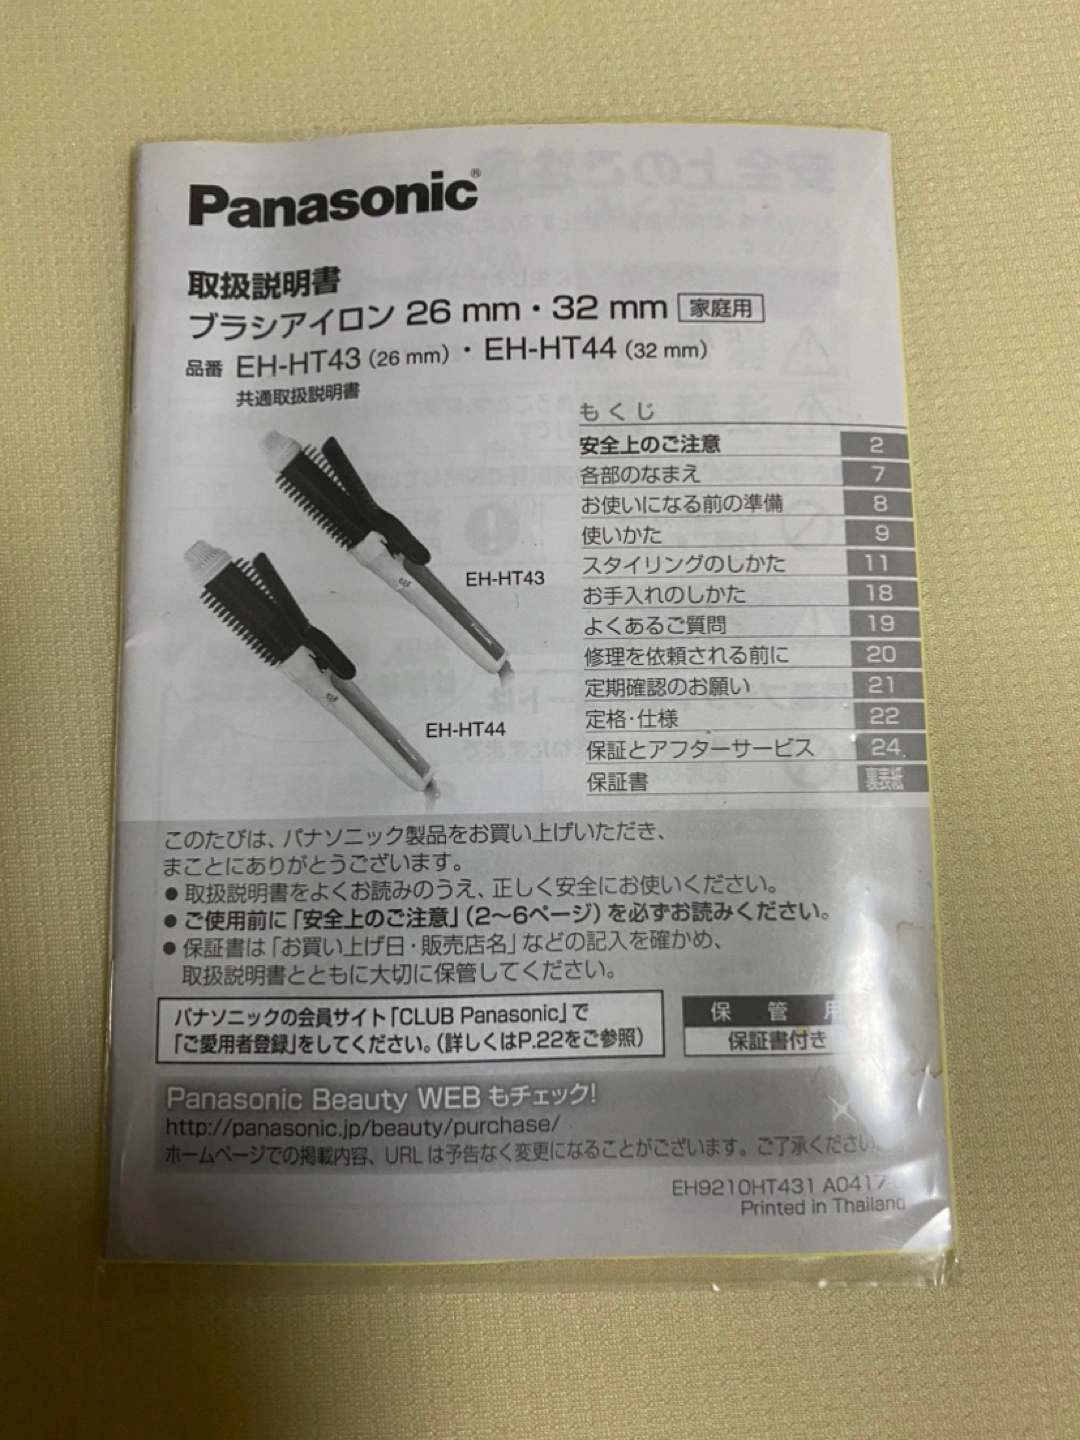 Panasonic®
取扱説明書
ブラシアイロン 26 mm・32 mm 家庭用
品番 EH-HT43（26 mm）・EH-HT44（32 mm）
共通取扱説明書
EH-HT43
EH-HT44
もくじ
安全上のご注意 2
各部のなまえ 7
お使いになる前の準備 8
使いかた 9
スタイリングのしかた 11
お手入れのしかた 18
よくあるご質問 19
修理を依頼される前に 20
定期確認のお願い 21
定格・仕様 22
保証とアフターサービス 24
保証書 裏表紙
このたびは、パナソニック製品をお買い上げいただき、
まことにありがとうございます。
● 取扱説明書をよくお読みのうえ、正しく安全にお使いください。
● ご使用前に「安全上のご注意」（2〜6ページ）を必ずお読みください。
● 保証書は「お買い上げ日・販売店名」などの記入を確かめ、
取扱説明書とともに大切に保管してください。
パナソニックの会員サイト「CLUB Panasonic」で
「ご愛用者登録」をしてください。（詳しくはP.22をご参照）
保管用
保証書付き
Panasonic Beauty WEB もチェック!
http://panasonic.jp/beauty/purchase/
ホームページでの掲載内容、URL は予告なく変更になることがございます。ご了承ください。
EH9210HT431 A0417
Printed in Thailand